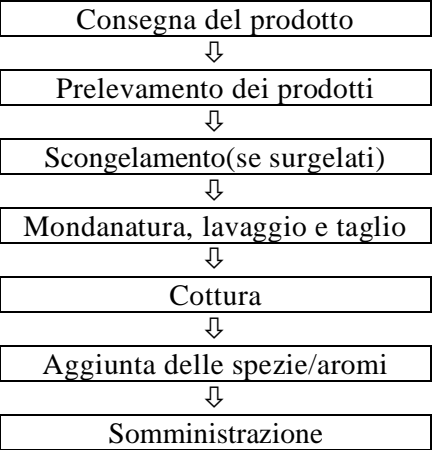 Consegna del prodotto
⇩
Prelevamento dei prodotti
⇩
Scongelamento(se surgelati)
⇩
Mondanatura, lavaggio e taglio
⇩
Cottura
⇩
Aggiunta delle spezie/aromi
⇩
Somministrazione